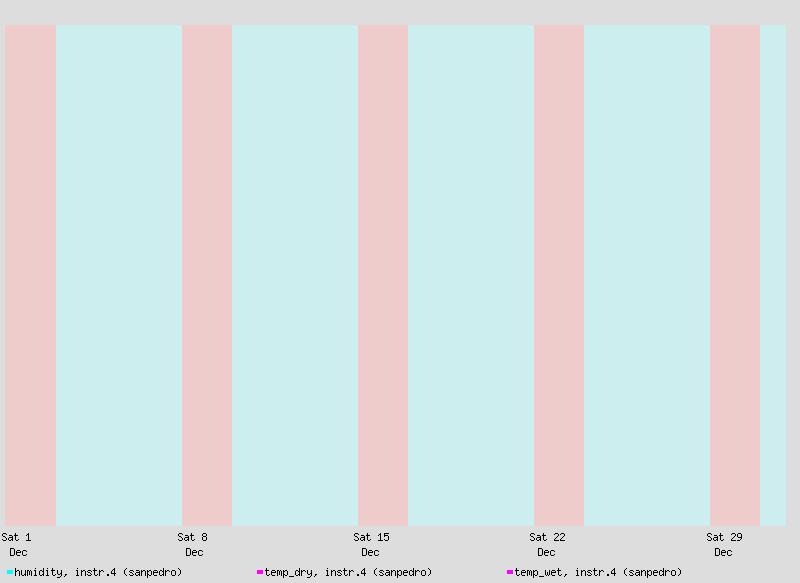 Sat 1 Sat 8 Sat 15 Sat 22 Sat 29
Dec Dec Dec Dec Dec
humidity, instr.4 (sanpedro) temp_dry, instr.4 (sanpedro) temp_wet, instr.4 (sanpedro)